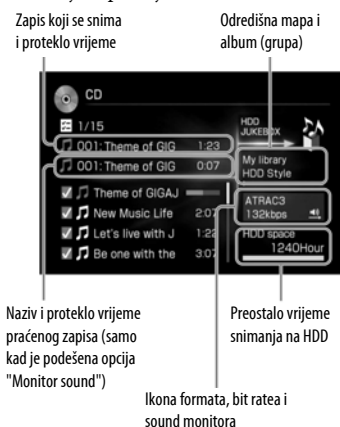 Zapis koji se snima
i proteklo vrijeme
Odredišna mapa i
album (grupa)
CD
1/15
001: Theme of GIG 1:23
001: Theme of GIG 0:07
Theme of GIGAJ
New Music Life 2:07
Let's live with J 1:22
Be one with the 3:07
HDD
JUKEBOX
My library
HDD Style
ATRAC3
132kbps
HDD space
1240Hour
Naziv i proteklo vrijeme
praćenog zapisa (samo
kad je podešena opcija
"Monitor sound")
Preostalo vrijeme
snimanja na HDD
Ikona formata, bit ratea i
sound monitora